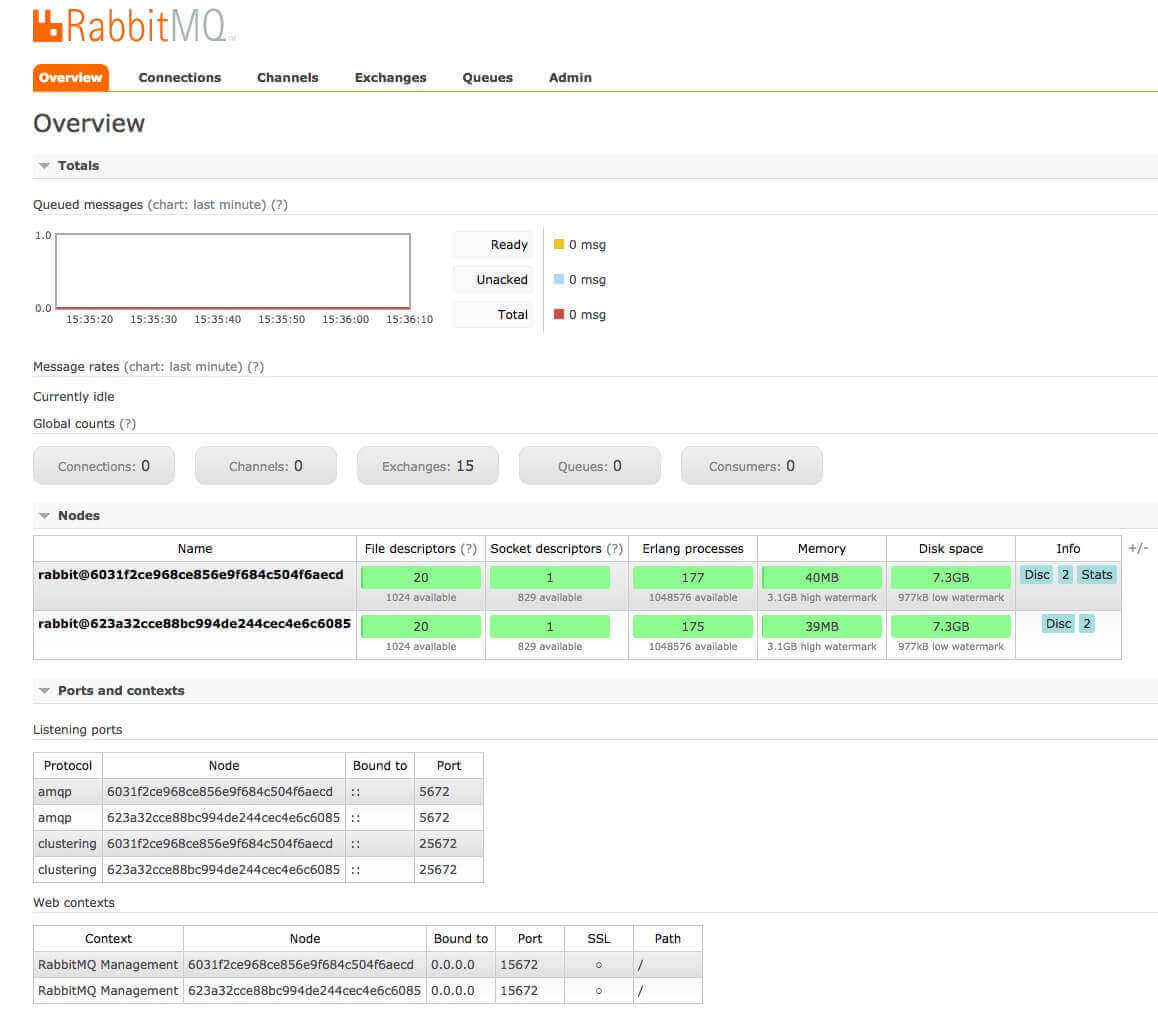 RabbitMQ
Overview Connections Channels Exchanges Queues Admin
Overview
Totals
Queued messages (chart: last minute) (?)
1.0
0.0
15:35:20 15:35:30 15:35:40 15:35:50 15:36:00 15:36:10
Ready 0 msg
Unacked 0 msg
Total 0 msg
Message rates (chart: last minute) (?)
Currently idle
Global counts (?)
Connections: 0 Channels: 0 Exchanges: 15 Queues: 0 Consumers: 0
Nodes
Name File descriptors (?) Socket descriptors (?) Erlang processes Memory Disk space Info +/-
rabbit@6031f2ce968ce856e9f684c504f6aecd 20 1 177 40MB 7.3GB Disc 2 Stats
1024 available 829 available 1048576 available 3.1GB high watermark 977kB low watermark
rabbit@623a32cce88bc994de244cec4e6c6085 20 1 175 39MB 7.3GB Disc 2
1024 available 829 available 1048576 available 3.1GB high watermark 977kB low watermark
Ports and contexts
Listening ports
Protocol Node Bound to Port
amqp 6031f2ce968ce856e9f684c504f6aecd :: 5672
amqp 623a32cce88bc994de244cec4e6c6085 :: 5672
clustering 6031f2ce968ce856e9f684c504f6aecd :: 25672
clustering 623a32cce88bc994de244cec4e6c6085 :: 25672
Web contexts
Context Node Bound to Port SSL Path
RabbitMQ Management 6031f2ce968ce856e9f684c504f6aecd 0.0.0.0 15672 ○ /
RabbitMQ Management 623a32cce88bc994de244cec4e6c6085 0.0.0.0 15672 ○ /